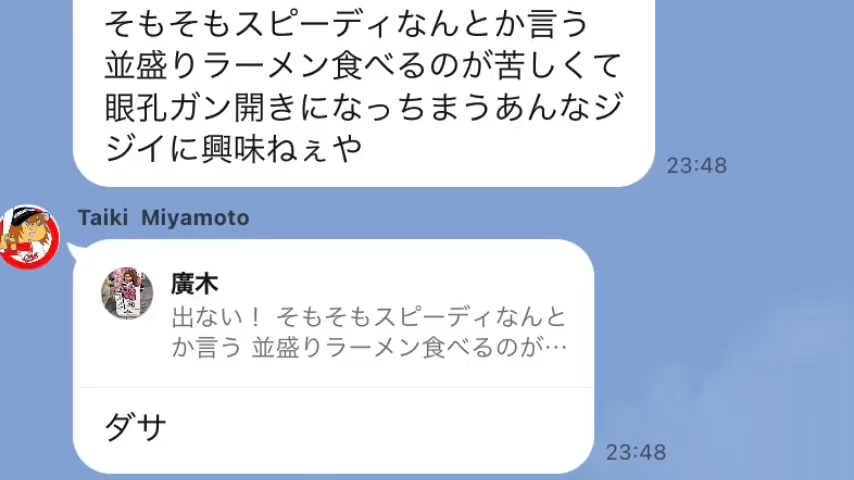 そもそもスピーディなんとか言う
並盛りラーメン食べるのが苦しくて
眼孔ガン開きになっちまうあんなジ
ジイに興味ねぇや
23:48
Taiki Miyamoto
廣木
出ない！ そもそもスピーディなんと
か言う 並盛りラーメン食べるのが…
ダサ
23:48